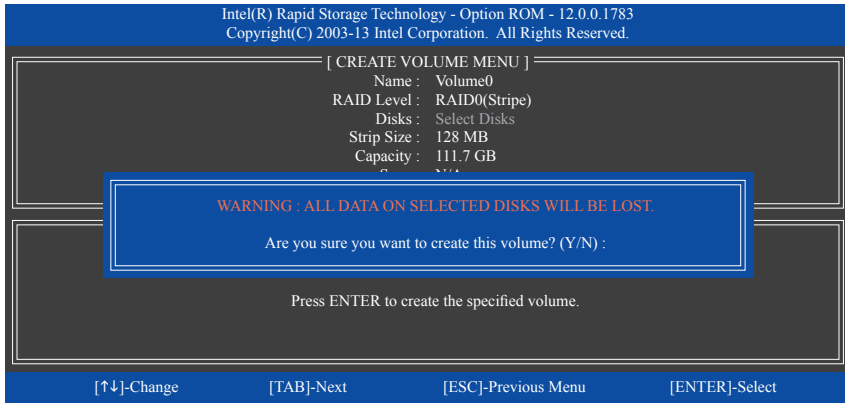 Intel(R) Rapid Storage Technology - Option ROM - 12.0.0.1783
Copyright(C) 2003-13 Intel Corporation. All Rights Reserved.
[ CREATE VOLUME MENU ]
Name : Volume0
RAID Level : RAID0(Stripe)
Disks : Select Disks
Strip Size : 128 MB
Capacity : 111.7 GB
WARNING : ALL DATA ON SELECTED DISKS WILL BE LOST.
Are you sure you want to create this volume? (Y/N) :
Press ENTER to create the specified volume.
[↑↓]-Change [TAB]-Next [ESC]-Previous Menu [ENTER]-Select